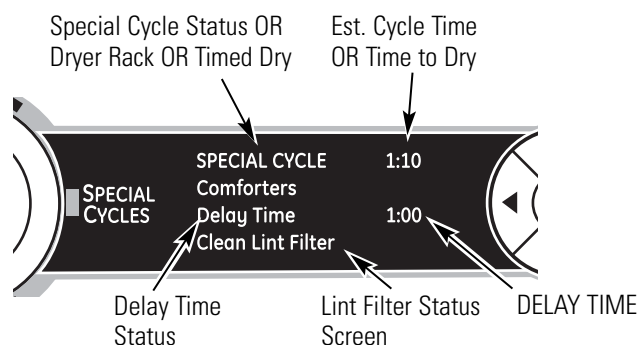 Special Cycle Status OR
Dryer Rack OR Timed Dry
Est. Cycle Time
OR Time to Dry
SPECIAL CYCLES
SPECIAL CYCLE 1:10
Comforters
Delay Time 1:00
Clean Lint Filter
Delay Time
Status
Lint Filter Status
Screen
DELAY TIME